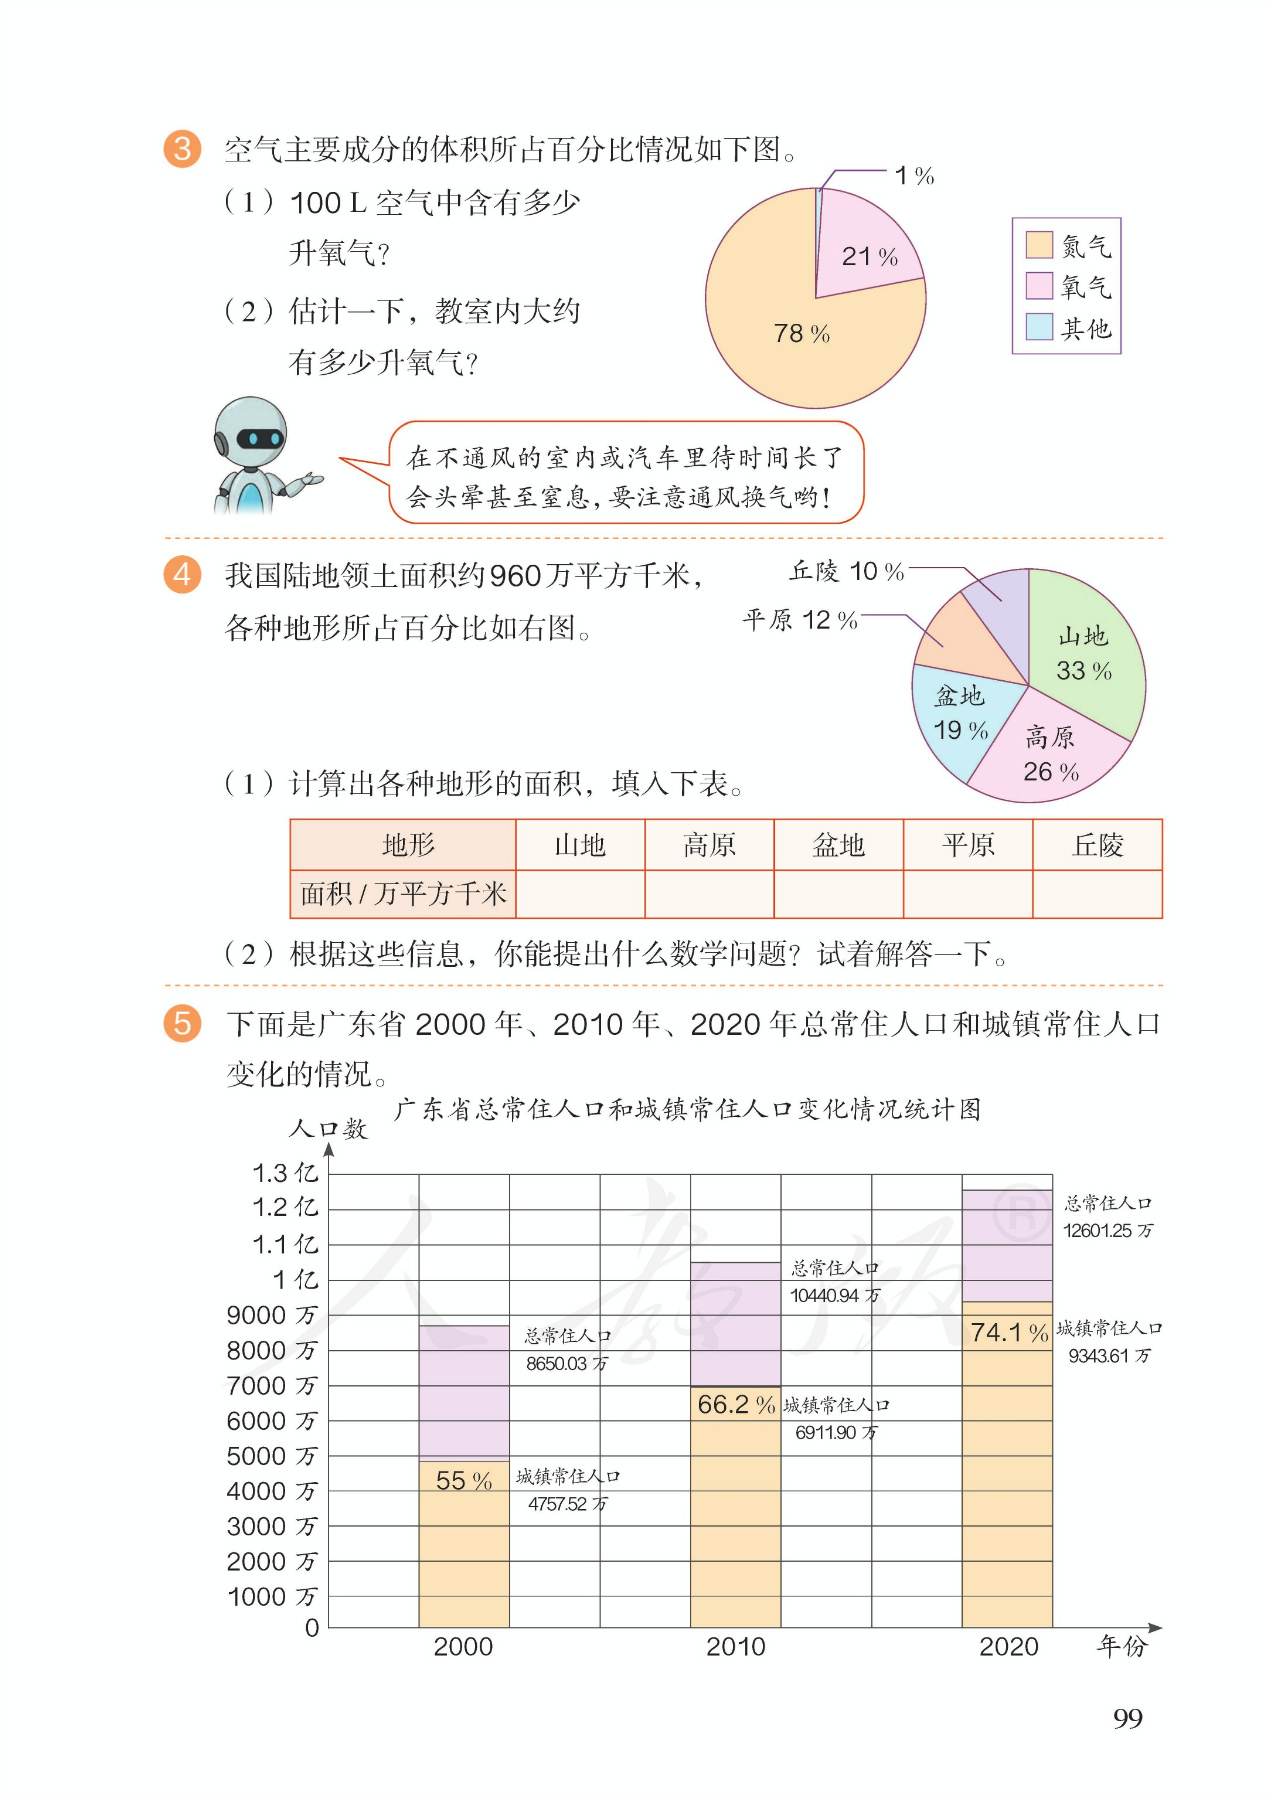 3 空气主要成分的体积所占百分比情况如下图。
（1）100 L 空气中含有多少
升氧气？
（2）估计一下，教室内大约
有多少升氧气？
1 %
21 %
78 %
氮气
氧气
其他
在不通风的室内或汽车里待时间长了
会头晕甚至窒息，要注意通风换气哟！
4 我国陆地领土面积约960万平方千米，
各种地形所占百分比如右图。
丘陵 10 %
平原 12 %
山地
33 %
盆地
19 %
高原
26 %
（1）计算出各种地形的面积，填入下表。
地形 山地 高原 盆地 平原 丘陵
面积 / 万平方千米
（2）根据这些信息，你能提出什么数学问题？试着解答一下。
5 下面是广东省 2000 年、2010 年、2020 年总常住人口和城镇常住人口
变化的情况。
广东省总常住人口和城镇常住人口变化情况统计图
人口数
1.3 亿
1.2 亿
1.1 亿
1 亿
9000 万
8000 万
7000 万
6000 万
5000 万
4000 万
3000 万
2000 万
1000 万
0
总常住人口
8650.03 万
55 %
城镇常住人口
4757.52 万
总常住人口
10440.94 万
66.2 %
城镇常住人口
6911.90 万
总常住人口
12601.25 万
74.1 %
城镇常住人口
9343.61 万
2000 2010 2020 年份
人教版®
99